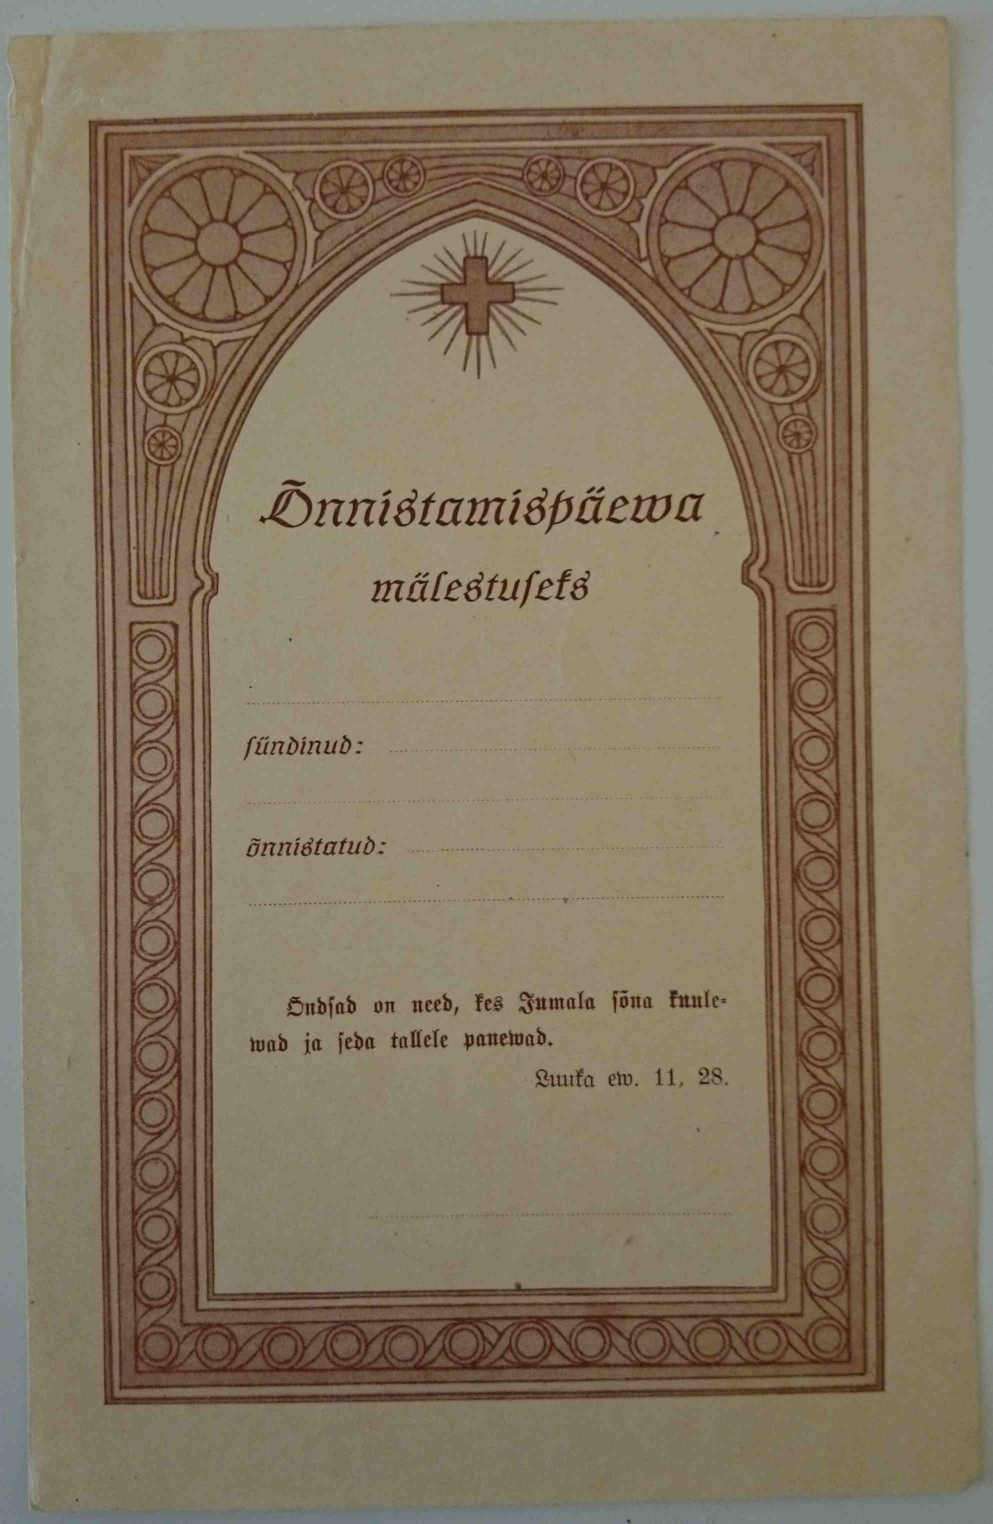 Õnnistamispäewa
mälestuseks
sündinud:
õnnistatud:
Õndsad on need, kes Jumala sõna kuule-
wad ja seda tallele panewad.
Luuka ew. 11, 28.